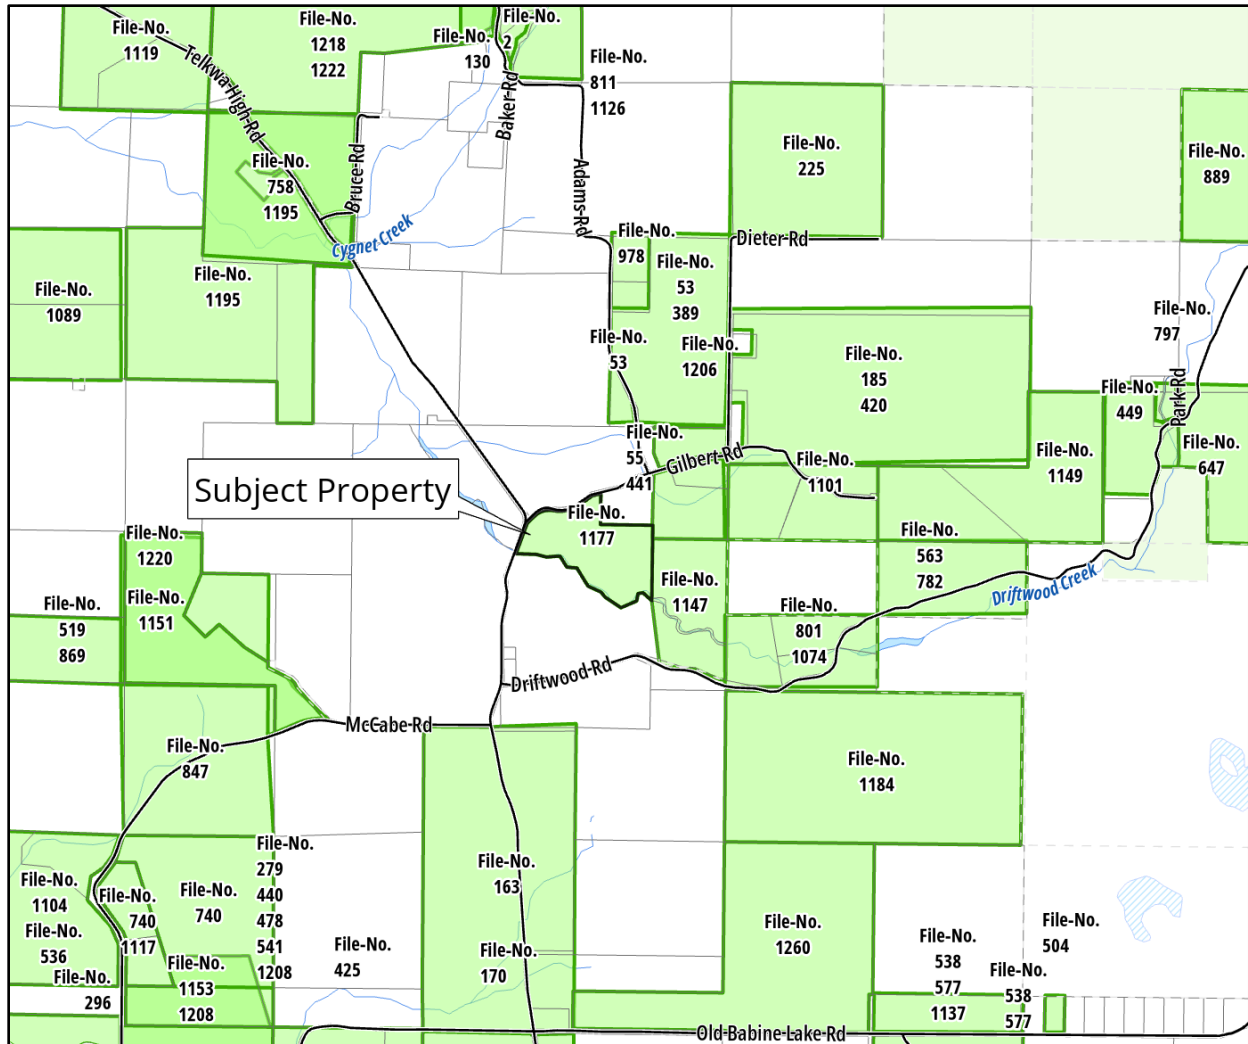 File-No.
1119
File-No.
1218
1222
File-No.
130
File-No.
2
File-No.
811
1126
Telkwa High Rd
Baker Rd
Bruce Rd
Adams Rd
File-No.
225
File-No.
889
File-No.
758
1195
Cygnet Creek
File-No.
978
Dieter Rd
File-No.
1195
File-No.
1089
File-No.
53
389
File-No.
797
File-No.
53
File-No.
1206
File-No.
185
420
File-No.
449
Park Rd
File-No.
55
441
Gilbert Rd
File-No.
1101
File-No.
1149
File-No.
647
Subject Property
File-No.
1177
File-No.
1220
1151
File-No.
563
782
Driftwood Creek
File-No.
1147
File-No.
519
869
File-No.
801
1074
Driftwood Rd
McCabe Rd
File-No.
847
File-No.
1184
File-No.
279
440
478
541
1208
File-No.
163
File-No.
1104
File-No.
740
1117
File-No.
740
File-No.
536
File-No.
296
File-No.
1153
1208
File-No.
425
File-No.
170
File-No.
1260
File-No.
538
577
1137
File-No.
504
File-No.
538
577
Old Babine Lake Rd